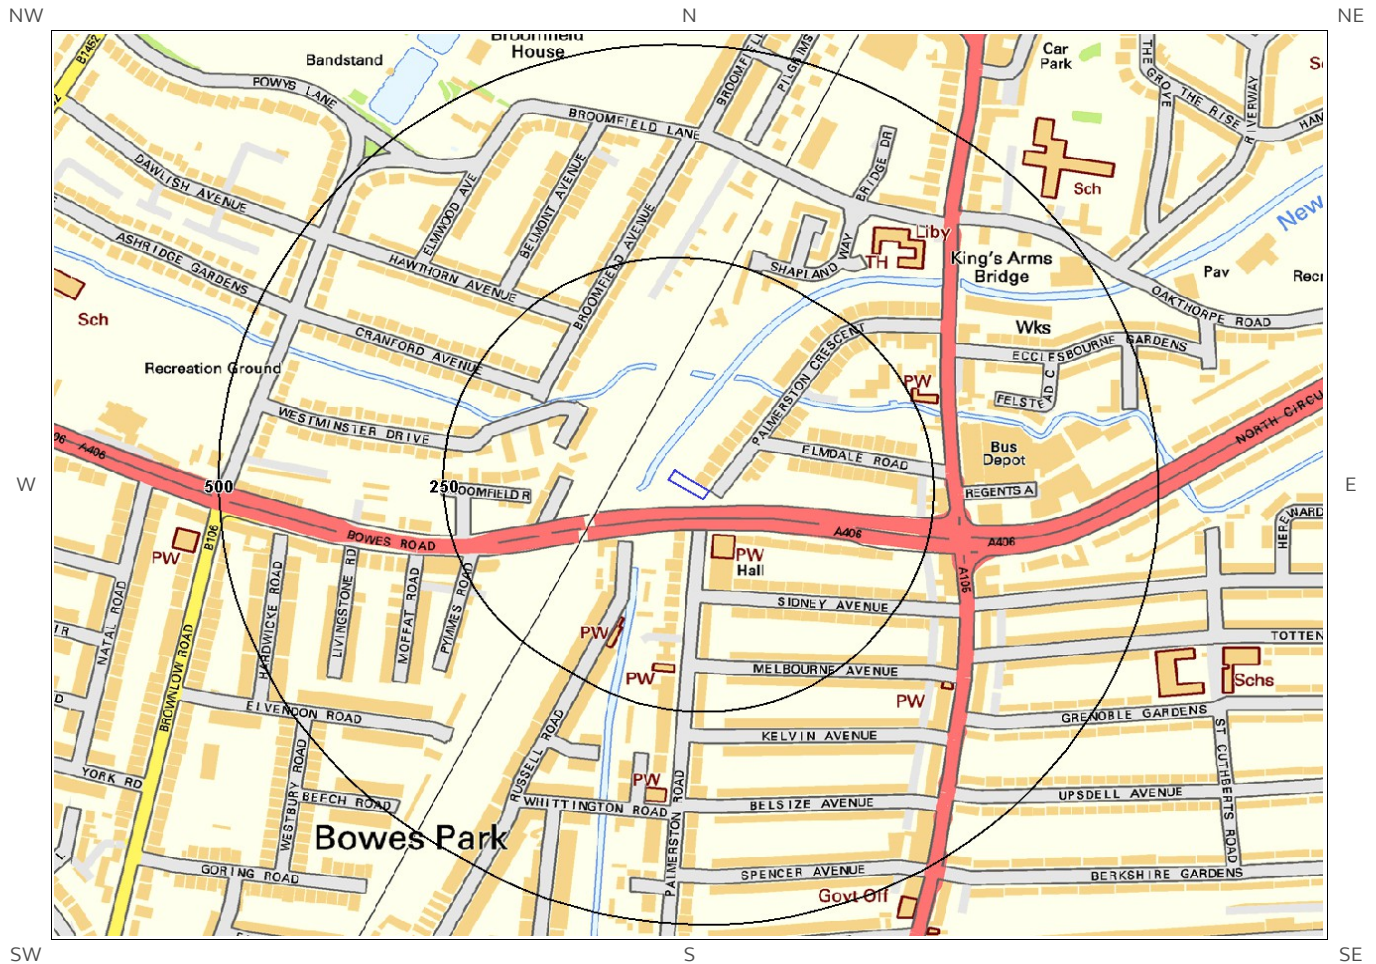 NW
N
NE
B1452
Broomfield
House
Bandstand
Car
Park
POWYS LANE
BROOMFIELD LANE
PILGRIMS
THE GROVE
THE RISE
RIVERWAY
DAWLISH AVENUE
ELMWOOD AVE
BELMONT AVENUE
BRIDGE DR
Sch
New
ASHRIDGE GARDENS
HAWTHORN AVENUE
BROOMFIELD AVENUE
SHAPLAND WAY
TH
Liby
King's Arms
Bridge
Pav
OAKTHORPE ROAD
Sch
CRANFORD AVENUE
PALMERSTON CRESCENT
Wks
ECCLESBOURNE GARDENS
Recreation Ground
PW
FELSTEAD C
WESTMINSTER DRIVE
ELMDALE ROAD
Bus
Depot
NORTH CIRCU
A406
W
500
250
OOMFIELD R
REGENTS A
E
BOWES ROAD
A406
A406
HEREWARD
PW
B106
PW
Hall
A105
NATAL ROAD
HARDWICKE ROAD
LIVINGSTONE RD
MOFFAT ROAD
PYMMES ROAD
SIDNEY AVENUE
PW
TOTTEN
BROWNLOW ROAD
PW
MELBOURNE AVENUE
PW
Schs
ELVENDON ROAD
RUSSELL ROAD
KELVIN AVENUE
GRENOBLE GARDENS
ST CUTHBERTS ROAD
YORK RD
WESTBURY ROAD
BEECH ROAD
PW
WHITTINGTON ROAD
PALMERSTON ROAD
BELSIZE AVENUE
UPSDELL AVENUE
Bowes Park
GORING ROAD
SPENCER AVENUE
BERKSHIRE GARDENS
Govt Off
SW
S
SE